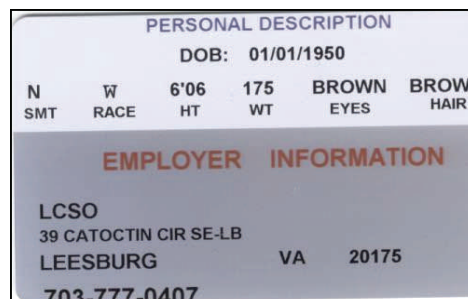 PERSONAL DESCRIPTION
DOB: 01/01/1950
N W 6'06 175 BROWN BROW
SMT RACE HT WT EYES HAIR
EMPLOYER INFORMATION
LCSO
39 CATOCTIN CIR SE-LB
LEESBURG VA 20175
703-777-0407